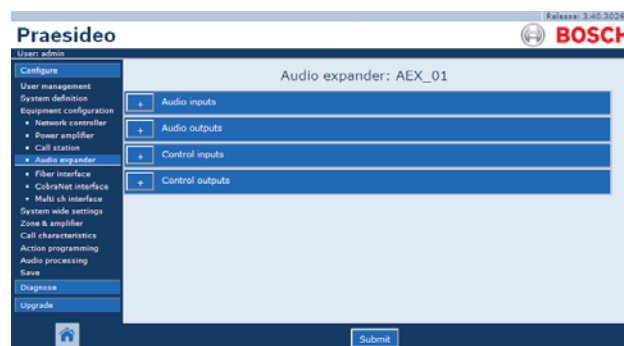 Release: 3.40.3026
Praesideo
BOSCH
User: admin
Configure
User management
System definition
Equipment configuration
• Network controller
• Power amplifier
• Call station
• Audio expander
• Fiber interface
• CobraNet interface
• Multi ch interface
System wide settings
Zone & amplifier
Call characteristics
Action programming
Audio processing
Save
Diagnose
Upgrade
Audio expander: AEX_01
+ Audio inputs
+ Audio outputs
+ Control inputs
+ Control outputs
Submit